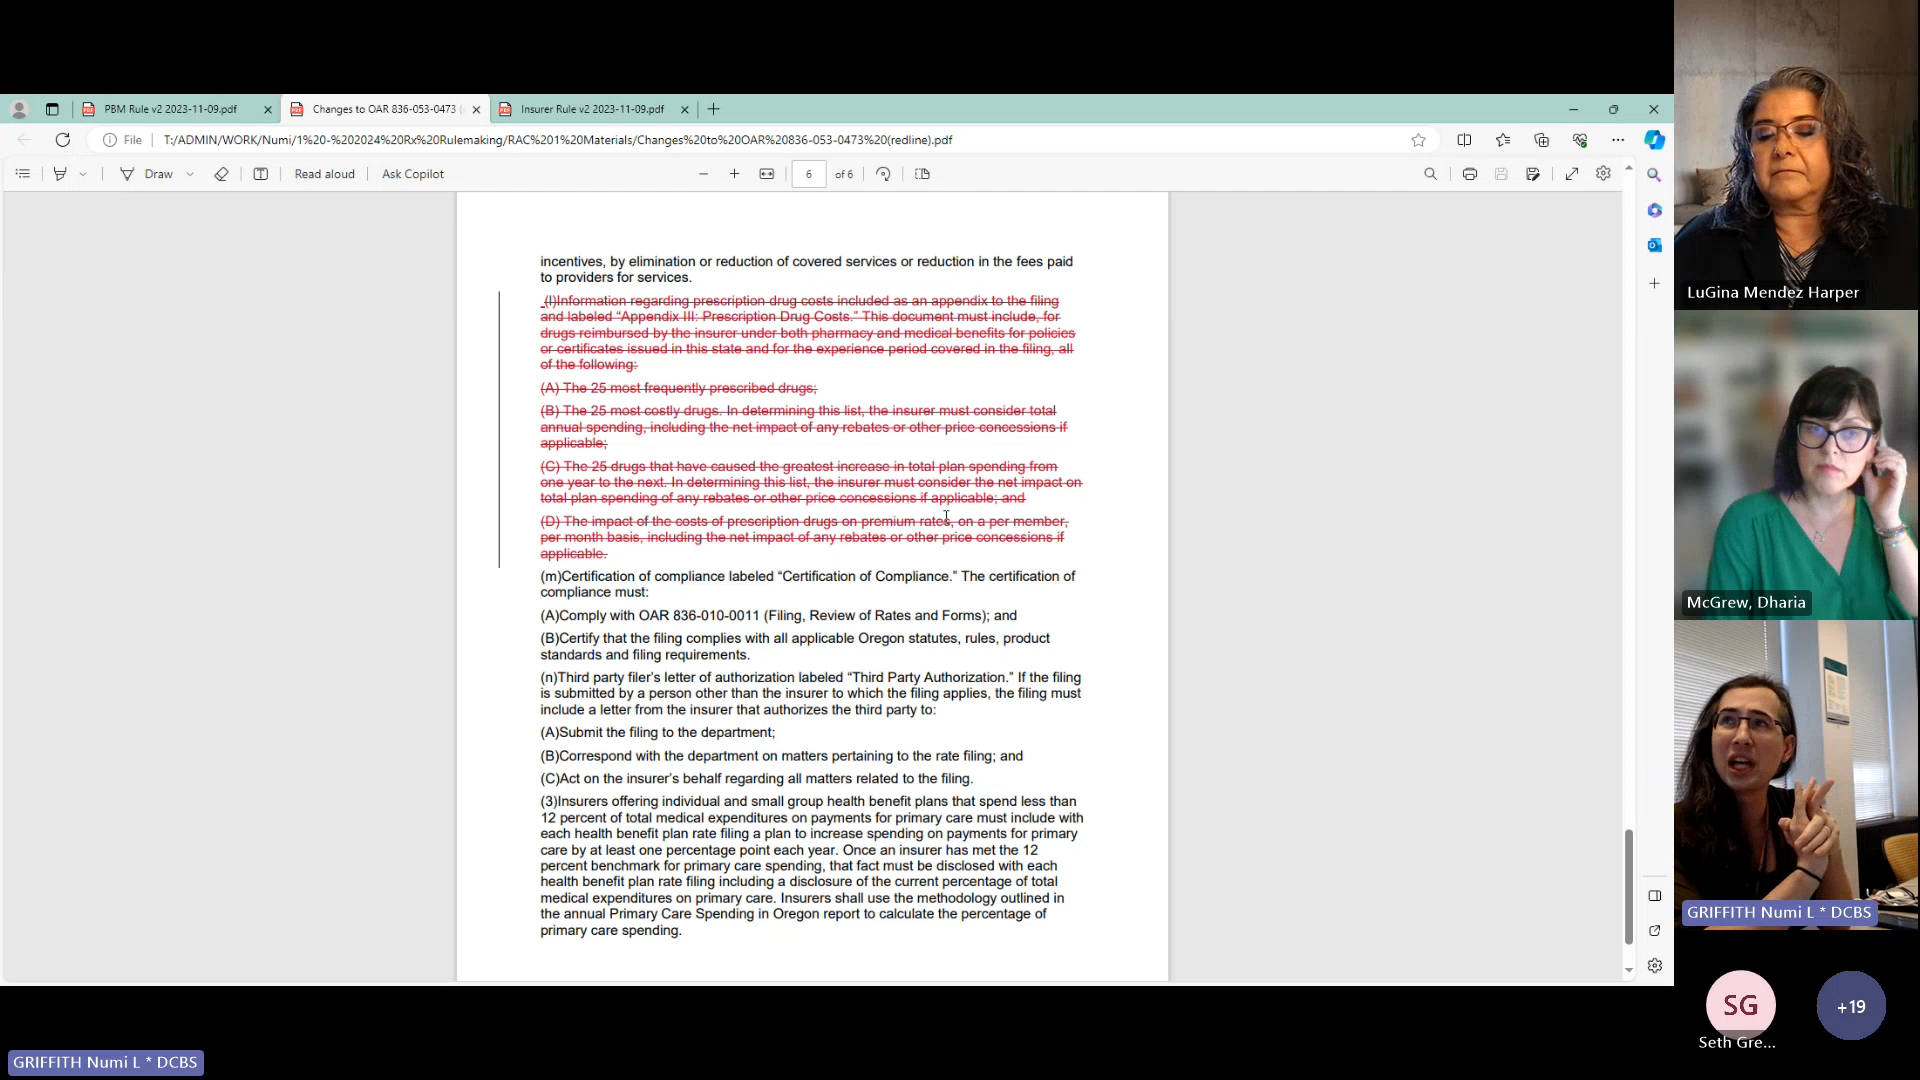 PBM Rule v2 2023-11-09.pdf
Changes to OAR 836-053-0473 (
Insurer Rule v2 2023-11-09.pdf
File
T:/ADMIN/WORK/Numi/1%20-%202024%20Rx%20Rulemaking/RAC%201%20Materials/Changes%20to%20OAR%20836-053-0473%20(redline).pdf
Draw
Read aloud
Ask Copilot
6
of 6
incentives, by elimination or reduction of covered services or reduction in the fees paid
to providers for services.
(l)Information regarding prescription drug costs included as an appendix to the filing
and labeled “Appendix III: Prescription Drug Costs.” This document must include, for
drugs reimbursed by the insurer under both pharmacy and medical benefits for policies
or certificates issued in this state and for the experience period covered in the filing, all
of the following:
(A) The 25 most frequently prescribed drugs;
(B) The 25 most costly drugs. In determining this list, the insurer must consider total
annual spending, including the net impact of any rebates or other price concessions if
applicable;
(C) The 25 drugs that have caused the greatest increase in total plan spending from
one year to the next. In determining this list, the insurer must consider the net impact on
total plan spending of any rebates or other price concessions if applicable; and
(D) The impact of the costs of prescription drugs on premium rates, on a per member,
per month basis, including the net impact of any rebates or other price concessions if
applicable.
(m)Certification of compliance labeled “Certification of Compliance.” The certification of
compliance must:
(A)Comply with OAR 836-010-0011 (Filing, Review of Rates and Forms); and
(B)Certify that the filing complies with all applicable Oregon statutes, rules, product
standards and filing requirements.
(n)Third party filer’s letter of authorization labeled “Third Party Authorization.” If the filing
is submitted by a person other than the insurer to which the filing applies, the filing must
include a letter from the insurer that authorizes the third party to:
(A)Submit the filing to the department;
(B)Correspond with the department on matters pertaining to the rate filing; and
(C)Act on the insurer’s behalf regarding all matters related to the filing.
(3)Insurers offering individual and small group health benefit plans that spend less than
12 percent of total medical expenditures on payments for primary care must include with
each health benefit plan rate filing a plan to increase spending on payments for primary
care by at least one percentage point each year. Once an insurer has met the 12
percent benchmark for primary care spending, that fact must be disclosed with each
health benefit plan rate filing including a disclosure of the current percentage of total
medical expenditures on primary care. Insurers shall use the methodology outlined in
the annual Primary Care Spending in Oregon report to calculate the percentage of
primary care spending.
LuGina Mendez Harper
McGrew, Dharia
GRIFFITH Numi L * DCBS
SG
Seth Gre...
+19
GRIFFITH Numi L * DCBS